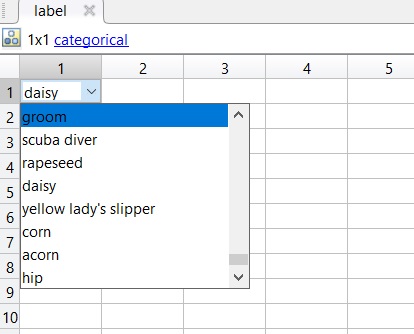 label
1x1 categorical
1 2 3 4 5
1 daisy
2 groom
3 scuba diver
4 rapeseed
5 daisy
6 yellow lady's slipper
7 corn
8 acorn
9 hip
10